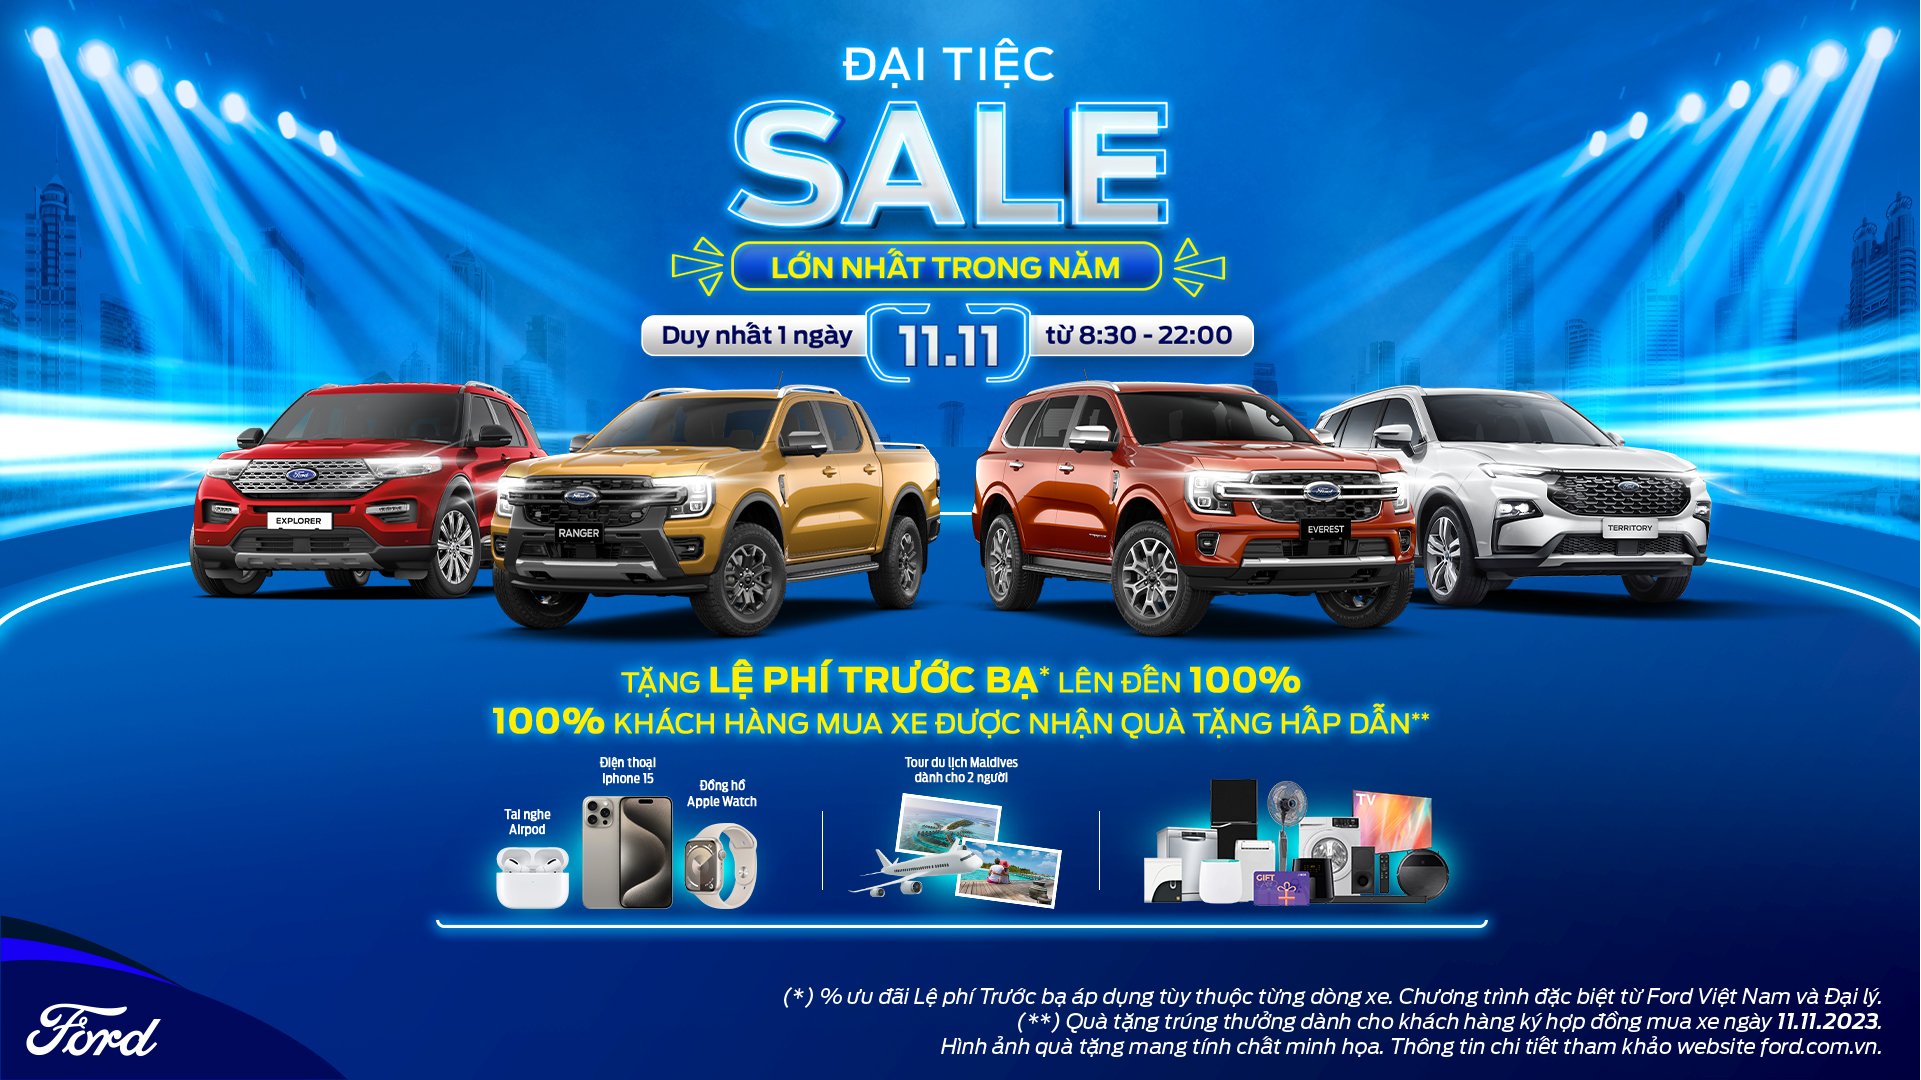 ĐẠI TIỆC
SALE
LỚN NHẤT TRONG NĂM
Duy nhất 1 ngày 11.11 từ 8:30 - 22:00
EXPLORER
RANGER
EVEREST
TERRITORY
TẶNG LỆ PHÍ TRƯỚC BẠ* LÊN ĐẾN 100%
100% KHÁCH HÀNG MUA XE ĐƯỢC NHẬN QUÀ TẶNG HẤP DẪN**
Tai nghe
Airpod
Điện thoại
Iphone 15
Đồng hồ
Apple Watch
Tour du lịch Maldives
dành cho 2 người
TV
GIFT
(*) % ưu đãi Lệ phí Trước bạ áp dụng tùy thuộc từng dòng xe. Chương trình đặc biệt từ Ford Việt Nam và Đại lý.
(**) Quà tặng trúng thưởng dành cho khách hàng ký hợp đồng mua xe ngày 11.11.2023.
Hình ảnh quà tặng mang tính chất minh họa. Thông tin chi tiết tham khảo website ford.com.vn.
Ford